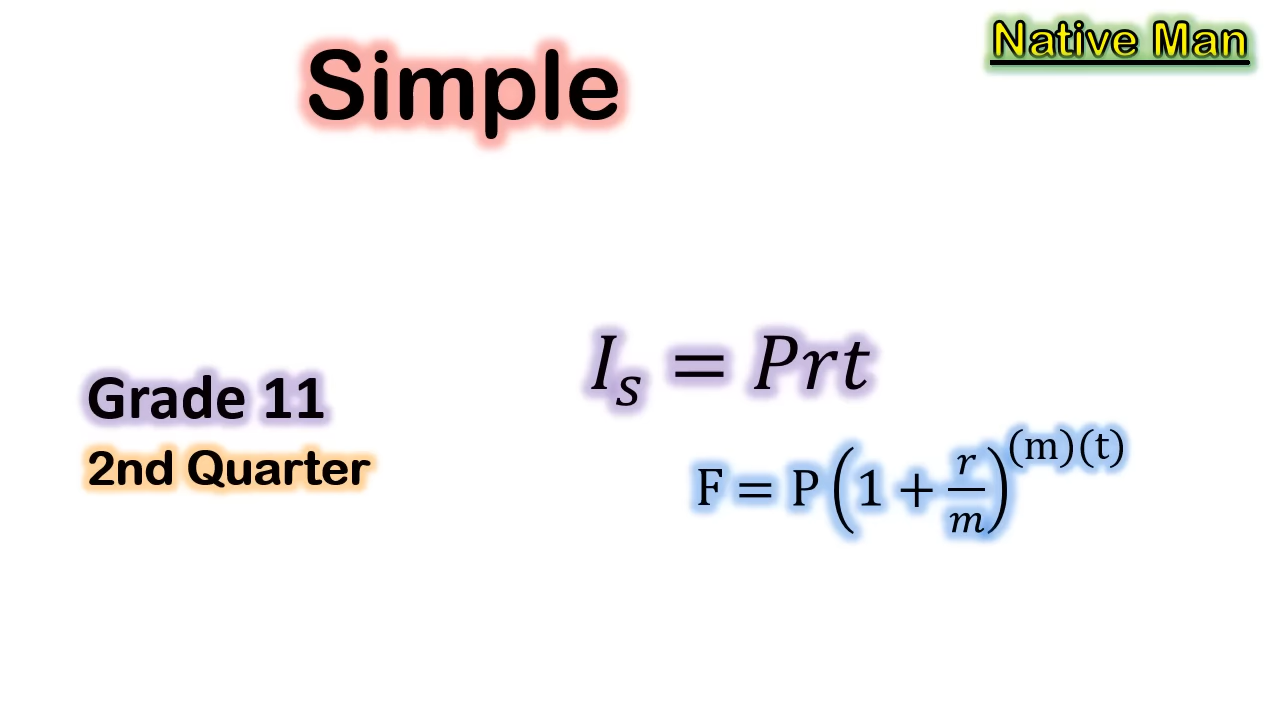 Native Man
Simple
I_s = Prt
Grade 11
F = P(1 + r/m)^{(m)(t)}
2nd Quarter